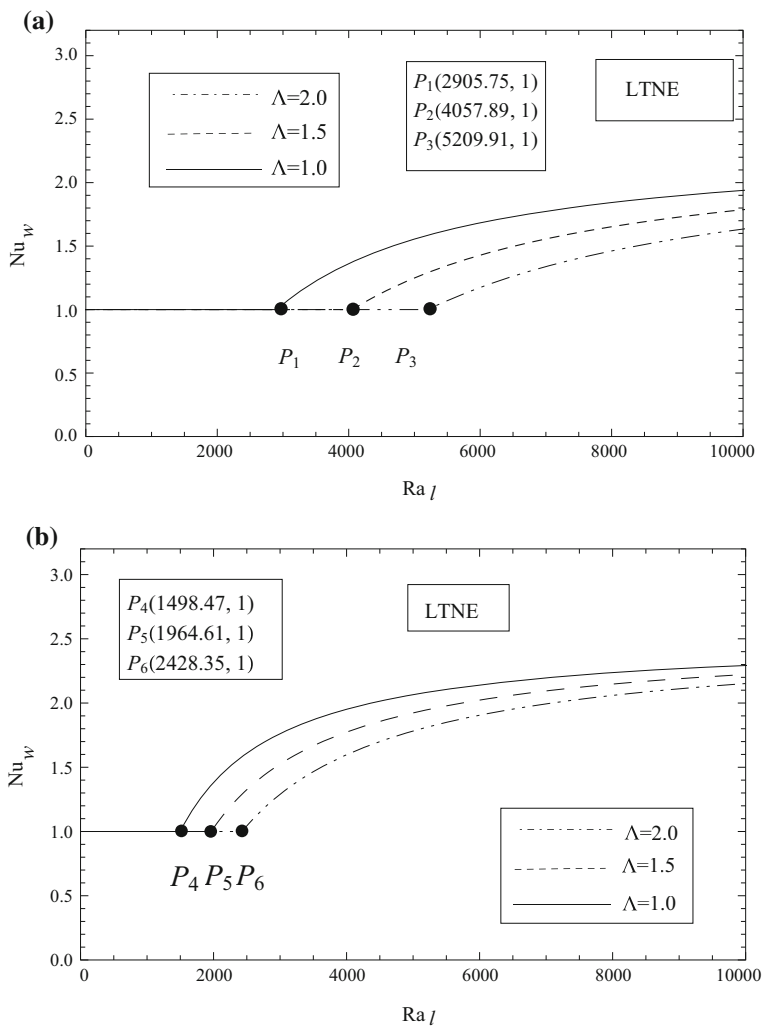 (a)
3.0
2.5
2.0
1.5
1.0
0.5
0.0
Nu_w
Λ=2.0
Λ=1.5
Λ=1.0
P₁(2905.75, 1)
P₂(4057.89, 1)
P₃(5209.91, 1)
LTNE
P₁ P₂ P₃
0 2000 4000 6000 8000 10000
Ra_l
(b)
3.0
2.5
2.0
1.5
1.0
0.5
0.0
Nu_w
P₄(1498.47, 1)
P₅(1964.61, 1)
P₆(2428.35, 1)
LTNE
P₄ P₅ P₆
Λ=2.0
Λ=1.5
Λ=1.0
0 2000 4000 6000 8000 10000
Ra_l